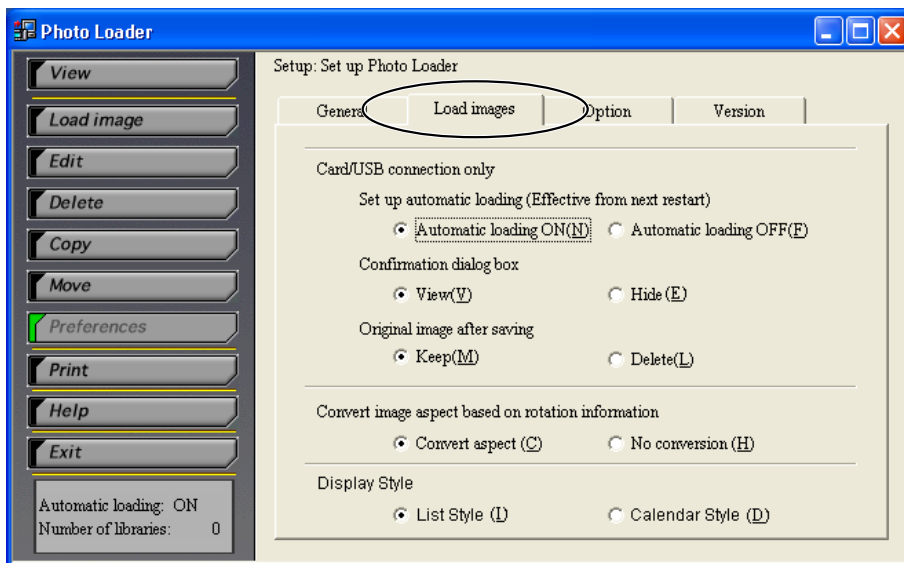 Photo Loader
View
Load image
Edit
Delete
Copy
Move
Preferences
Print
Help
Exit
Automatic loading: ON
Number of libraries: 0
Setup: Set up Photo Loader
General Load images Option Version
Card/USB connection only
Set up automatic loading (Effective from next restart)
Automatic loading ON(N) Automatic loading OFF(F)
Confirmation dialog box
View(V) Hide (E)
Original image after saving
Keep(M) Delete(L)
Convert image aspect based on rotation information
Convert aspect (C) No conversion (H)
Display Style
List Style (I) Calendar Style (D)